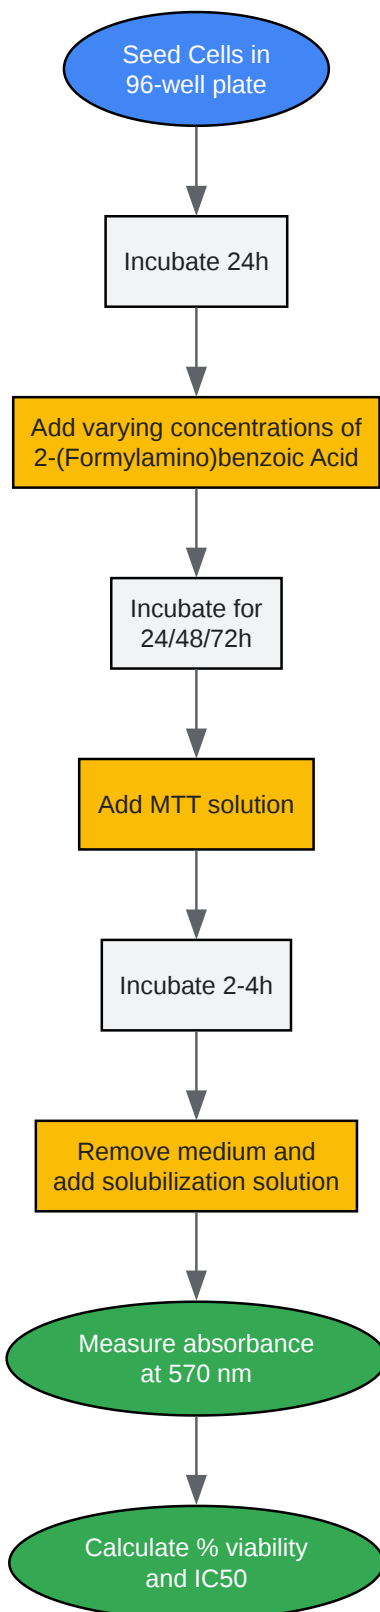 Seed Cells in
96-well plate
Incubate 24h
Add varying concentrations of
2-(Formylamino)benzoic Acid
Incubate for
24/48/72h
Add MTT solution
Incubate 2-4h
Remove medium and
add solubilization solution
Measure absorbance
at 570 nm
Calculate % viability
and IC50